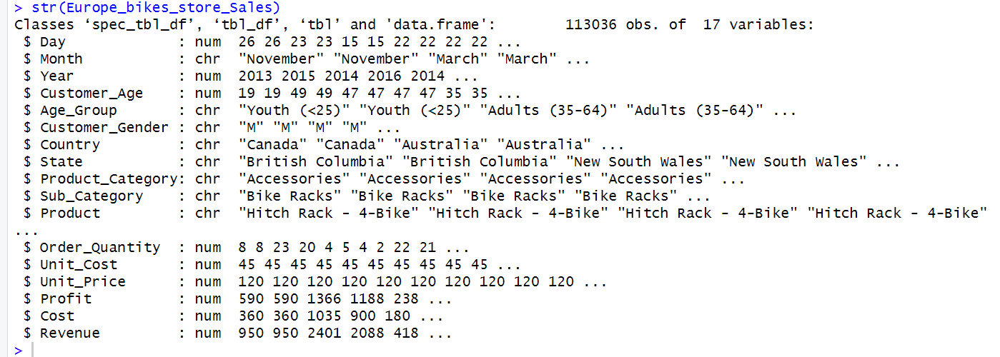 > str(Europe_bikes_store_Sales)
Classes ‘spec_tbl_df’, ‘tbl_df’, ‘tbl’ and 'data.frame':	113036 obs. of  17 variables:
 $ Day             : num  26 26 23 23 15 15 22 22 22 22 ...
 $ Month           : chr  "November" "November" "March" "March" ...
 $ Year            : num  2013 2015 2014 2016 2014 ...
 $ Customer_Age    : num  19 19 49 49 47 47 47 47 35 35 ...
 $ Age_Group       : chr  "Youth (<25)" "Youth (<25)" "Adults (35-64)" "Adults (35-64)" ...
 $ Customer_Gender : chr  "M" "M" "M" "M" ...
 $ Country         : chr  "Canada" "Canada" "Australia" "Australia" ...
 $ State           : chr  "British Columbia" "British Columbia" "New South Wales" "New South Wales" ...
 $ Product_Category: chr  "Accessories" "Accessories" "Accessories" "Accessories" ...
 $ Sub_Category    : chr  "Bike Racks" "Bike Racks" "Bike Racks" "Bike Racks" ...
 $ Product         : chr  "Hitch Rack - 4-Bike" "Hitch Rack - 4-Bike" "Hitch Rack - 4-Bike" "Hitch Rack - 4-Bike"
...
 $ Order_Quantity  : num  8 8 23 20 4 5 4 2 22 21 ...
 $ Unit_Cost       : num  45 45 45 45 45 45 45 45 45 45 ...
 $ Unit_Price      : num  120 120 120 120 120 120 120 120 120 120 ...
 $ Profit          : num  590 590 1366 1188 238 ...
 $ Cost            : num  360 360 1035 900 180 ...
 $ Revenue         : num  950 950 2401 2088 418 ...
>